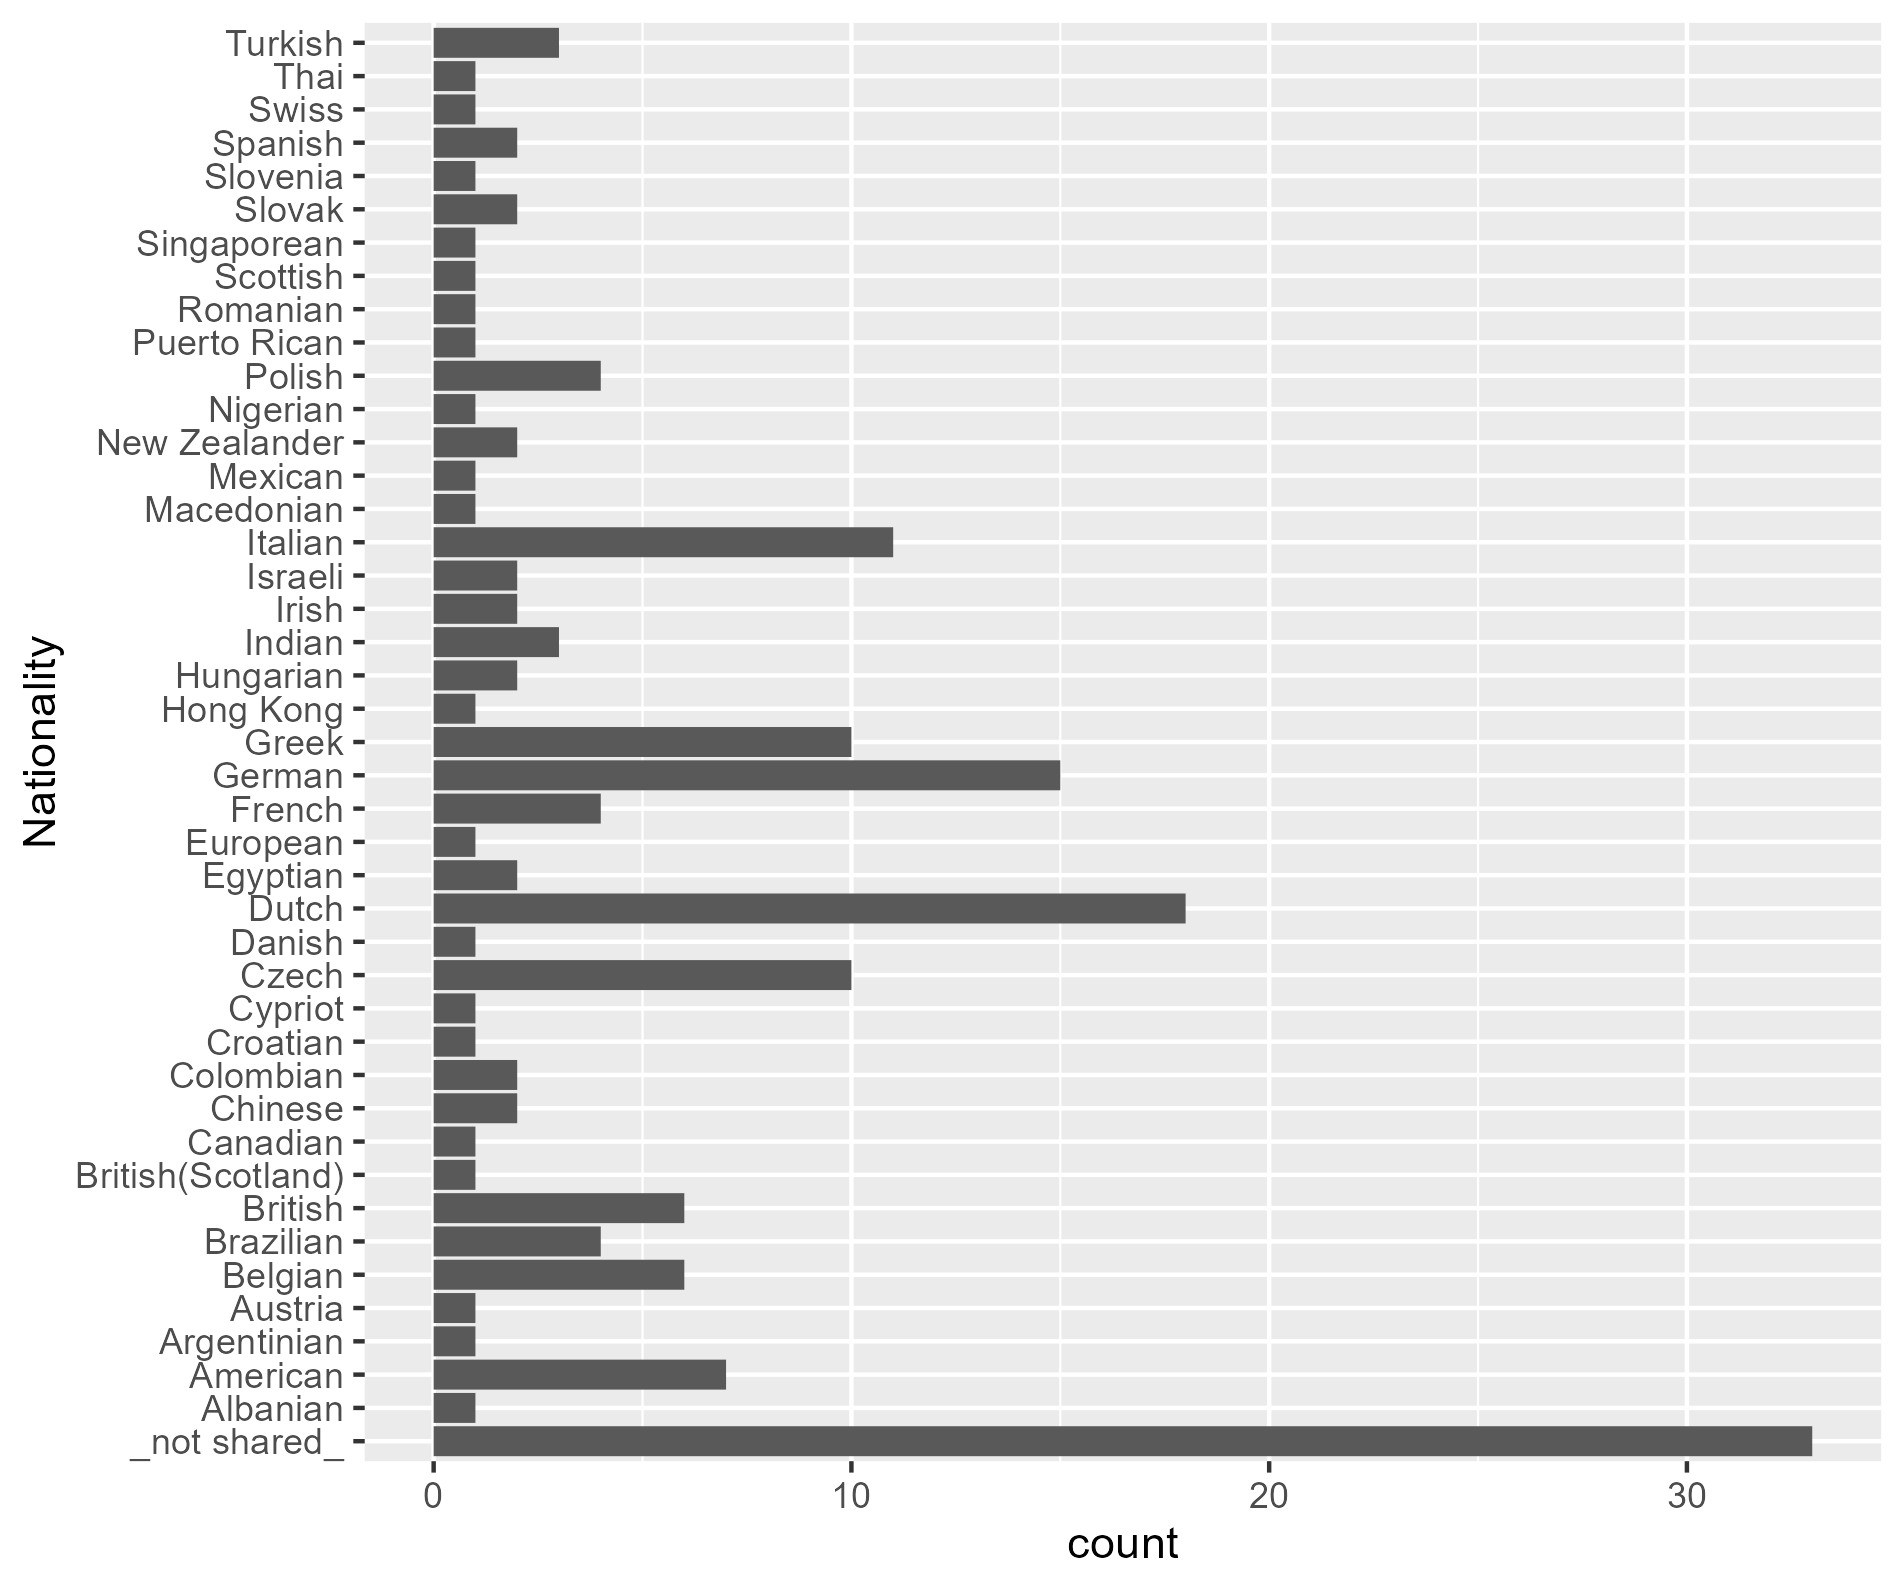 Turkish
Thai
Swiss
Spanish
Slovenia
Slovak
Singaporean
Scottish
Romanian
Puerto Rican
Polish
Nigerian
New Zealander
Mexican
Macedonian
Italian
Israeli
Irish
Indian
Hungarian
Hong Kong
Greek
German
French
European
Egyptian
Dutch
Danish
Czech
Cypriot
Croatian
Colombian
Chinese
Canadian
British(Scotland)
British
Brazilian
Belgian
Austria
Argentinian
American
Albanian
_not shared_
Nationality
0 10 20 30
count